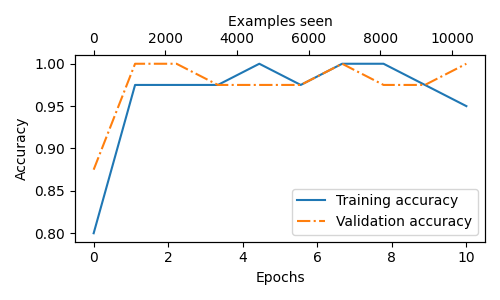 Examples seen
0 2000 4000 6000 8000 10000
1.00
0.95
0.90
0.85
0.80
Accuracy
Training accuracy
Validation accuracy
0 2 4 6 8 10
Epochs